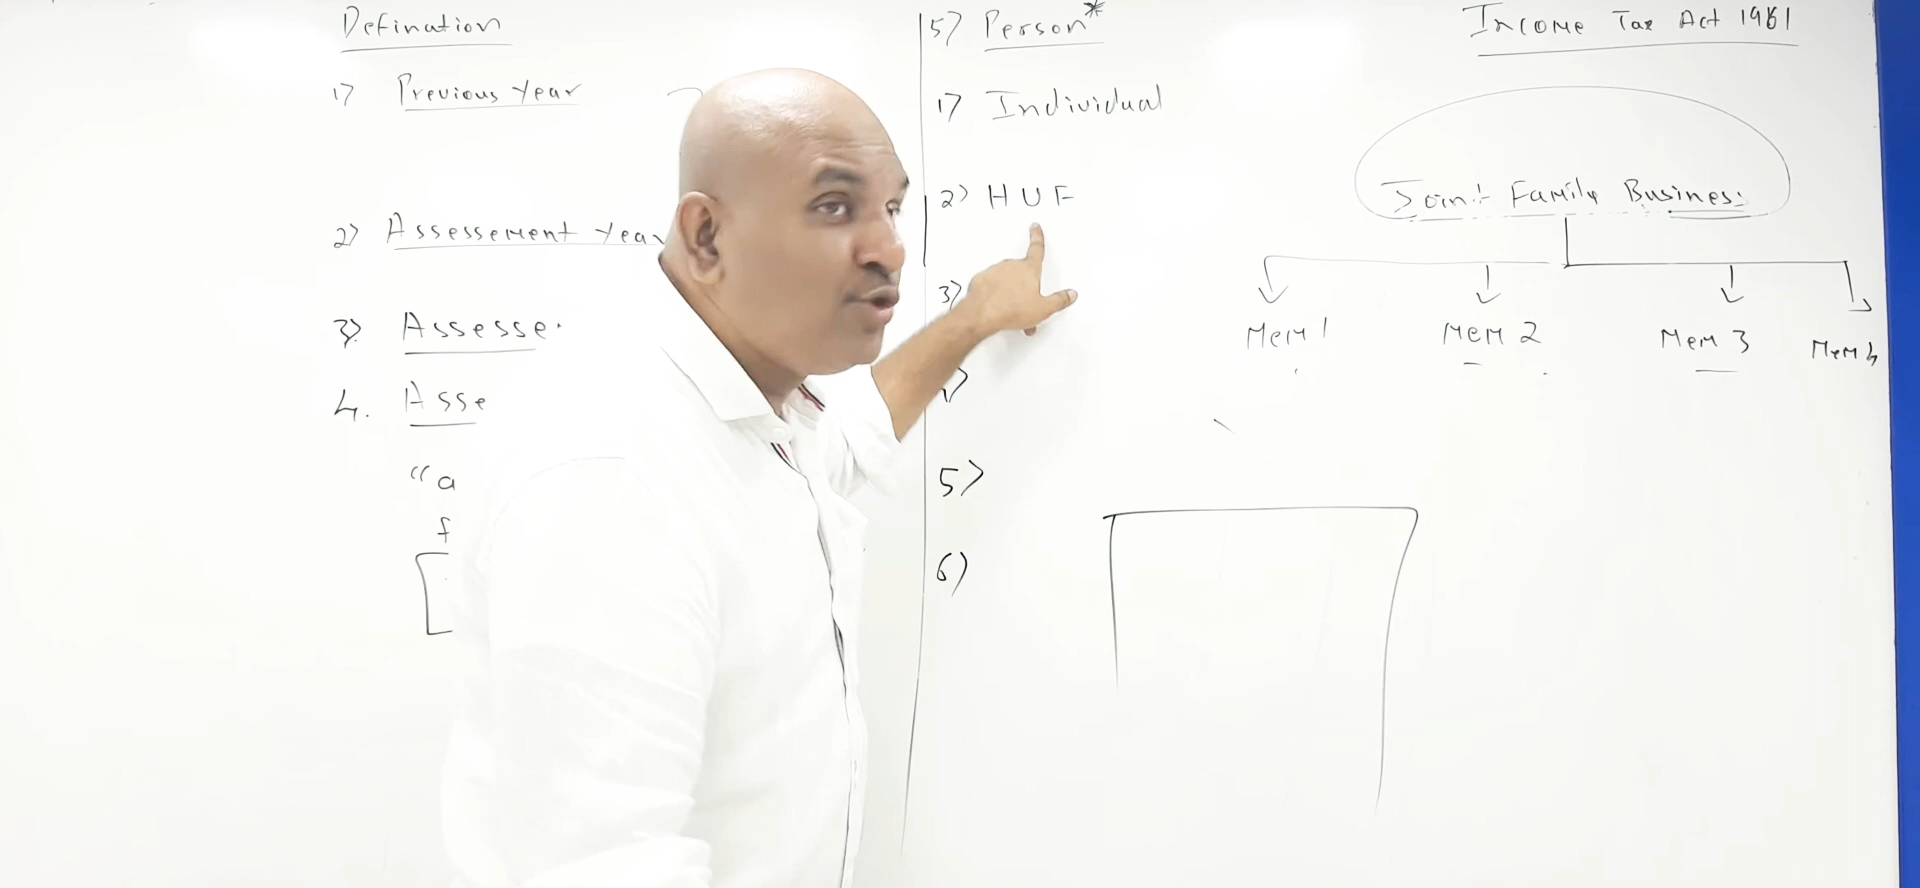 Defination
1) Previous Year
2) Assessement Year
3) Assesse
4. Asse
"a
f
5) Person*
1) Individual
2) H U F
3)
5)
6)
Income Tax Act 1961
Joint Family Business
Mem 1
Mem 2
Mem 3
Mem 4